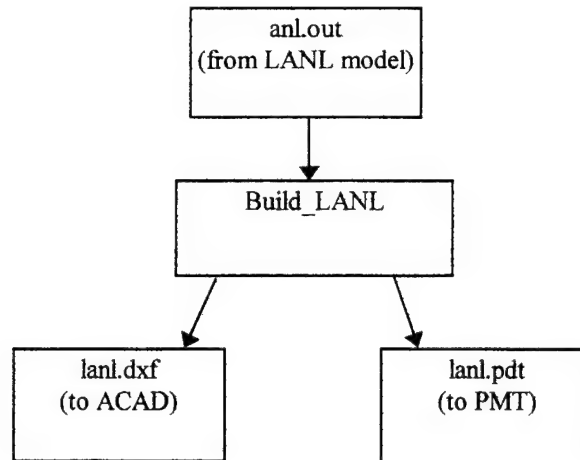 anl.out
(from LANL model)
Build_LANL
lanl.dxf
(to ACAD)
lanl.pdt
(to PMT)